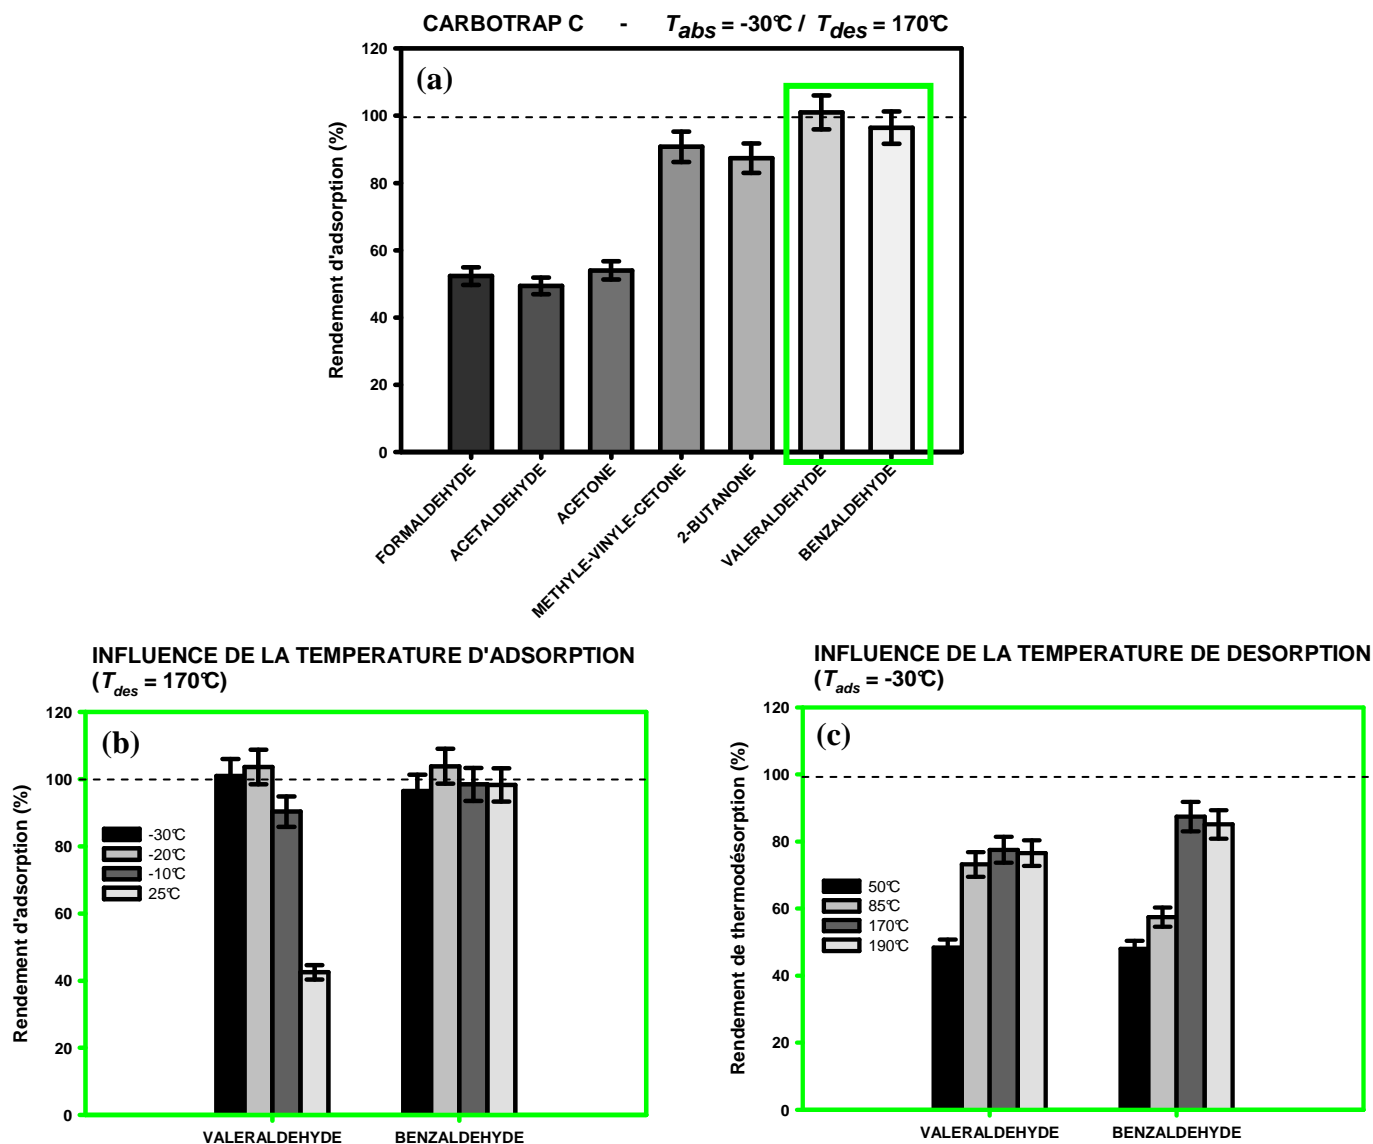 CARBOTRAP C - Tabs = -30°C / Tdes = 170°C
(a)
Rendement d'adsorption (%)
120
100
80
60
40
20
0
FORMALDEHYDE
ACETALDEHYDE
ACETONE
METHYLE-VINYLE-CETONE
2-BUTANONE
VALERALDEHYDE
BENZALDEHYDE
INFLUENCE DE LA TEMPERATURE D'ADSORPTION
(Tdes = 170°C)
(b)
Rendement d'adsorption (%)
120
100
80
60
40
20
0
-30°C
-20°C
-10°C
25°C
VALERALDEHYDE BENZALDEHYDE
INFLUENCE DE LA TEMPERATURE DE DESORPTION
(Tads = -30°C)
(c)
Rendement de thermodésorption (%)
120
100
80
60
40
20
0
50°C
85°C
170°C
190°C
VALERALDEHYDE BENZALDEHYDE